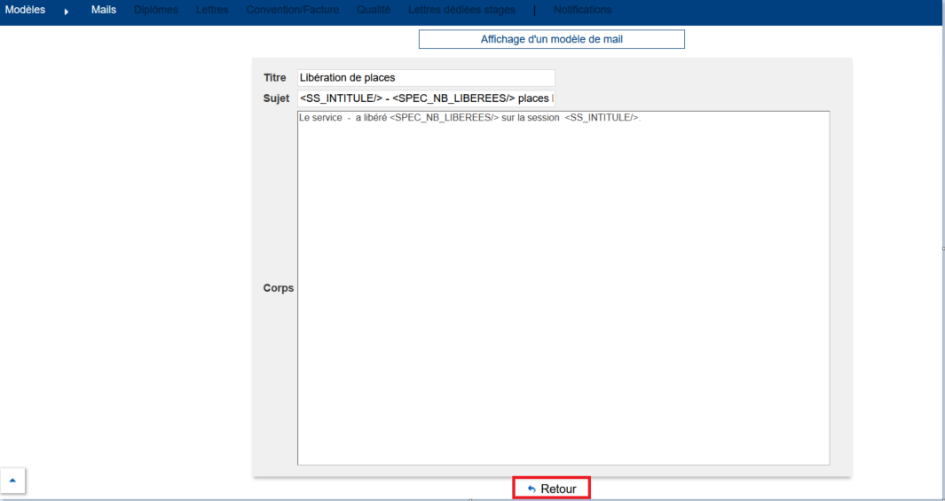 Modèles Mails Diplômes Lettres Convention/Facture Qualité Lettres dédiées stages | Notifications
Affichage d'un modèle de mail
Titre Libération de places
Sujet <SS_INTITULE/> - <SPEC_NB_LIBEREES/> places l
Le service - a libéré <SPEC_NB_LIBEREES/> sur la session <SS_INTITULE/>.
Corps
Retour